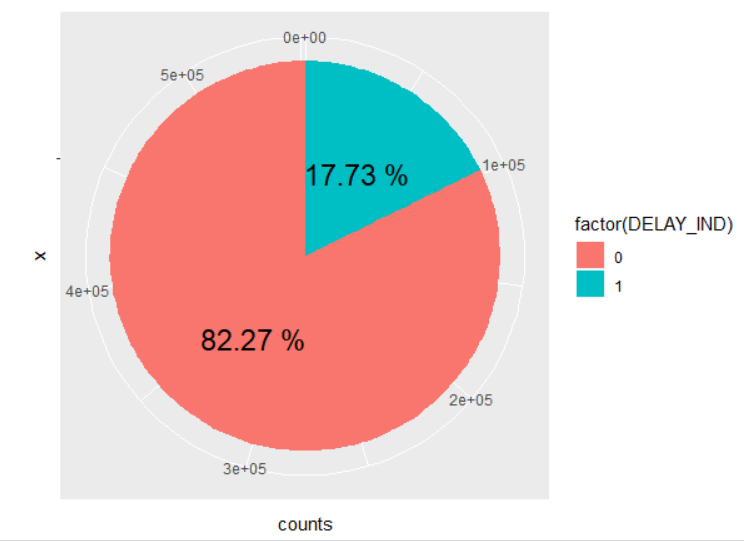 0e+00
5e+05
17.73 %
1e+05
factor(DELAY_IND)
0
x
1
4e+05
82.27 %
2e+05
3e+05
counts